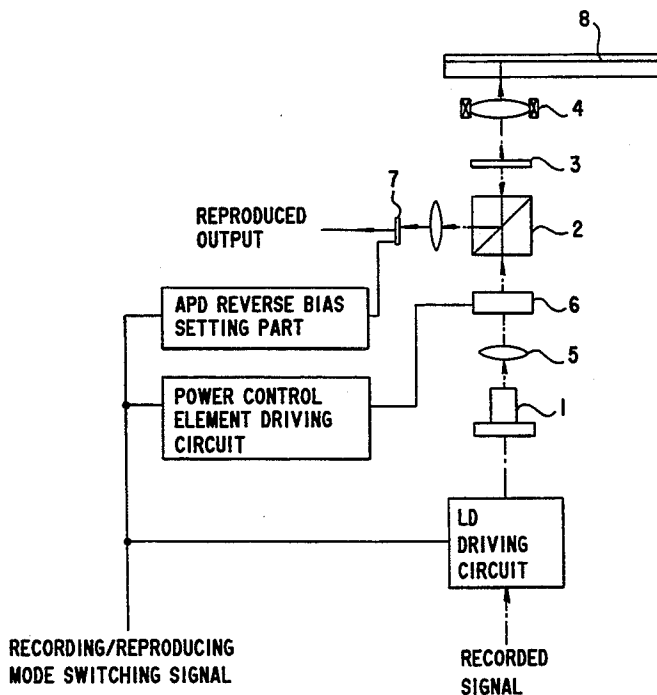 8
4
3
7
REPRODUCED
OUTPUT
2
APD REVERSE BIAS
SETTING PART
6
5
POWER CONTROL
ELEMENT DRIVING
CIRCUIT
1
LD
DRIVING
CIRCUIT
RECORDING/REPRODUCING
MODE SWITCHING SIGNAL
RECORDED
SIGNAL